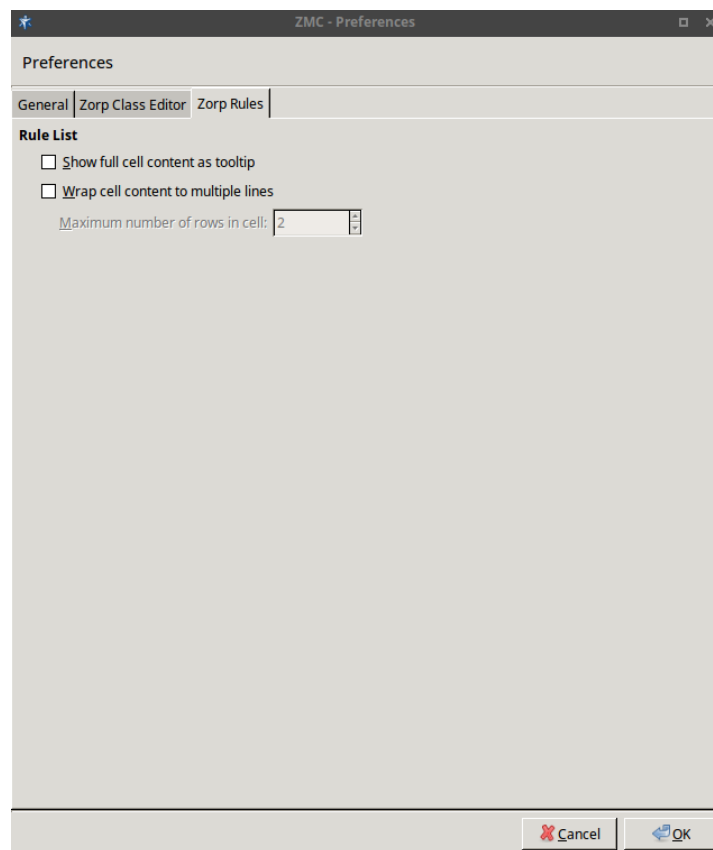 ZMC - Preferences
Preferences
General Zorp Class Editor Zorp Rules
Rule List
Show full cell content as tooltip
Wrap cell content to multiple lines
Maximum number of rows in cell: 2
Cancel OK